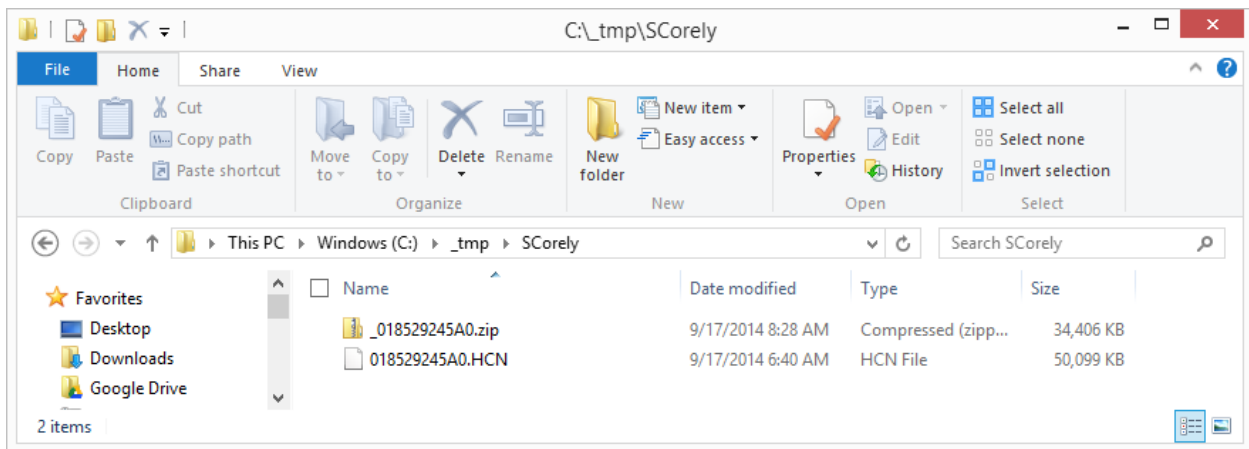 C:\_tmp\SCorely
File Home Share View
Copy
Paste
Cut
Copy path
Paste shortcut
Clipboard
Move to
Copy to
Delete
Rename
Organize
New folder
New item
Easy access
New
Properties
Open
Edit
History
Open
Select all
Select none
Invert selection
Select
This PC Windows (C:) _tmp SCorely
Search SCorely
Favorites
Desktop
Downloads
Google Drive
Name Date modified Type Size
_018529245A0.zip 9/17/2014 8:28 AM Compressed (zipp... 34,406 KB
018529245A0.HCN 9/17/2014 6:40 AM HCN File 50,099 KB
2 items